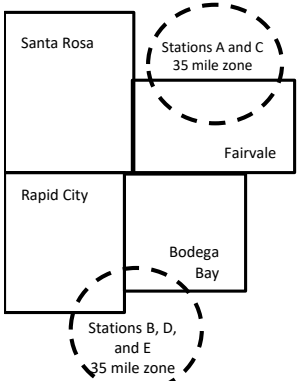 Santa Rosa
Stations A and C
35 mile zone
Fairvale
Rapid City
Bodega
Bay
Stations B, D,
and E
35 mile zone